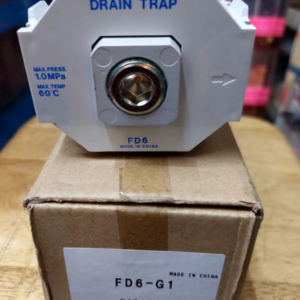 DRAIN TRAP
MAX.PRESS
1.0MPa
MAX.TEMP
60℃
FD6
MADE IN CHINA
MADE IN CHINA
FD6-G1